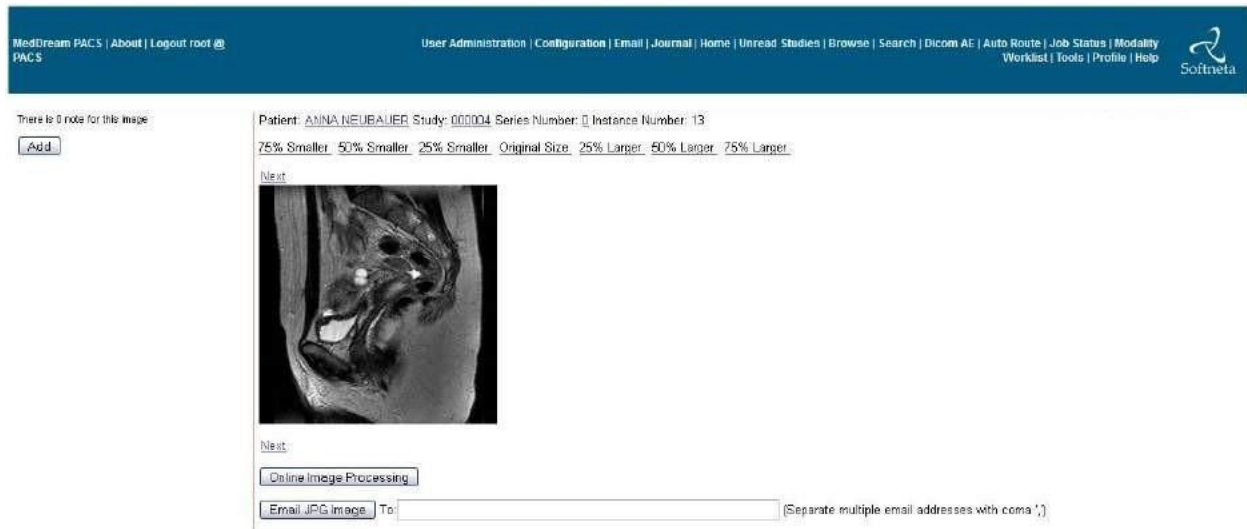 MedDream PACS | About | Logout root @
PACS
User Administration | Configuration | Email | Journal | Home | Unread Studies | Browse | Search | Dicom AE | Auto Route | Job Status | Modality
Worklist | Tools | Profile | Help
Softneta
There is 0 note for this image
Add
Patient: ANNA NEUBAUER Study: 000004 Series Number: 0 Instance Number: 13
75% Smaller 50% Smaller 25% Smaller Original Size 25% Larger 50% Larger 75% Larger
Next
Next
Online Image Processing
Email JPG Image To: (Separate multiple email addresses with coma ',')